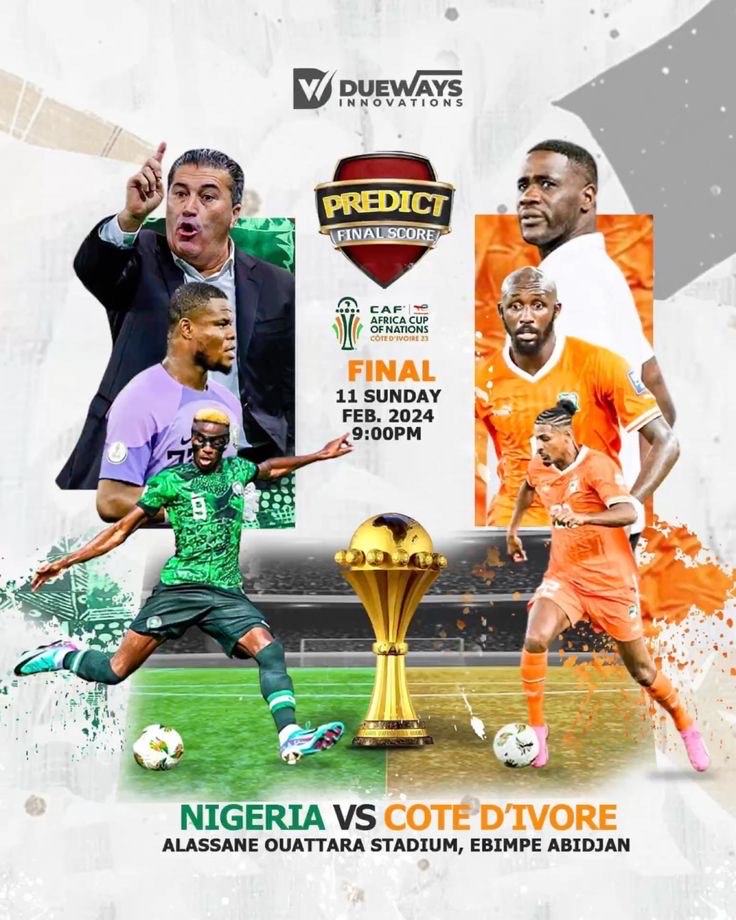 DUEWAYS
INNOVATIONS
PREDICT
FINAL SCORE
CAF
AFRICA CUP
OF NATIONS
CÔTE D'IVOIRE 23
FINAL
11 SUNDAY
FEB. 2024
9:00PM
9
NIGERIA VS COTE D'IVORE
ALASSANE OUATTARA STADIUM, EBIMPE ABIDJAN